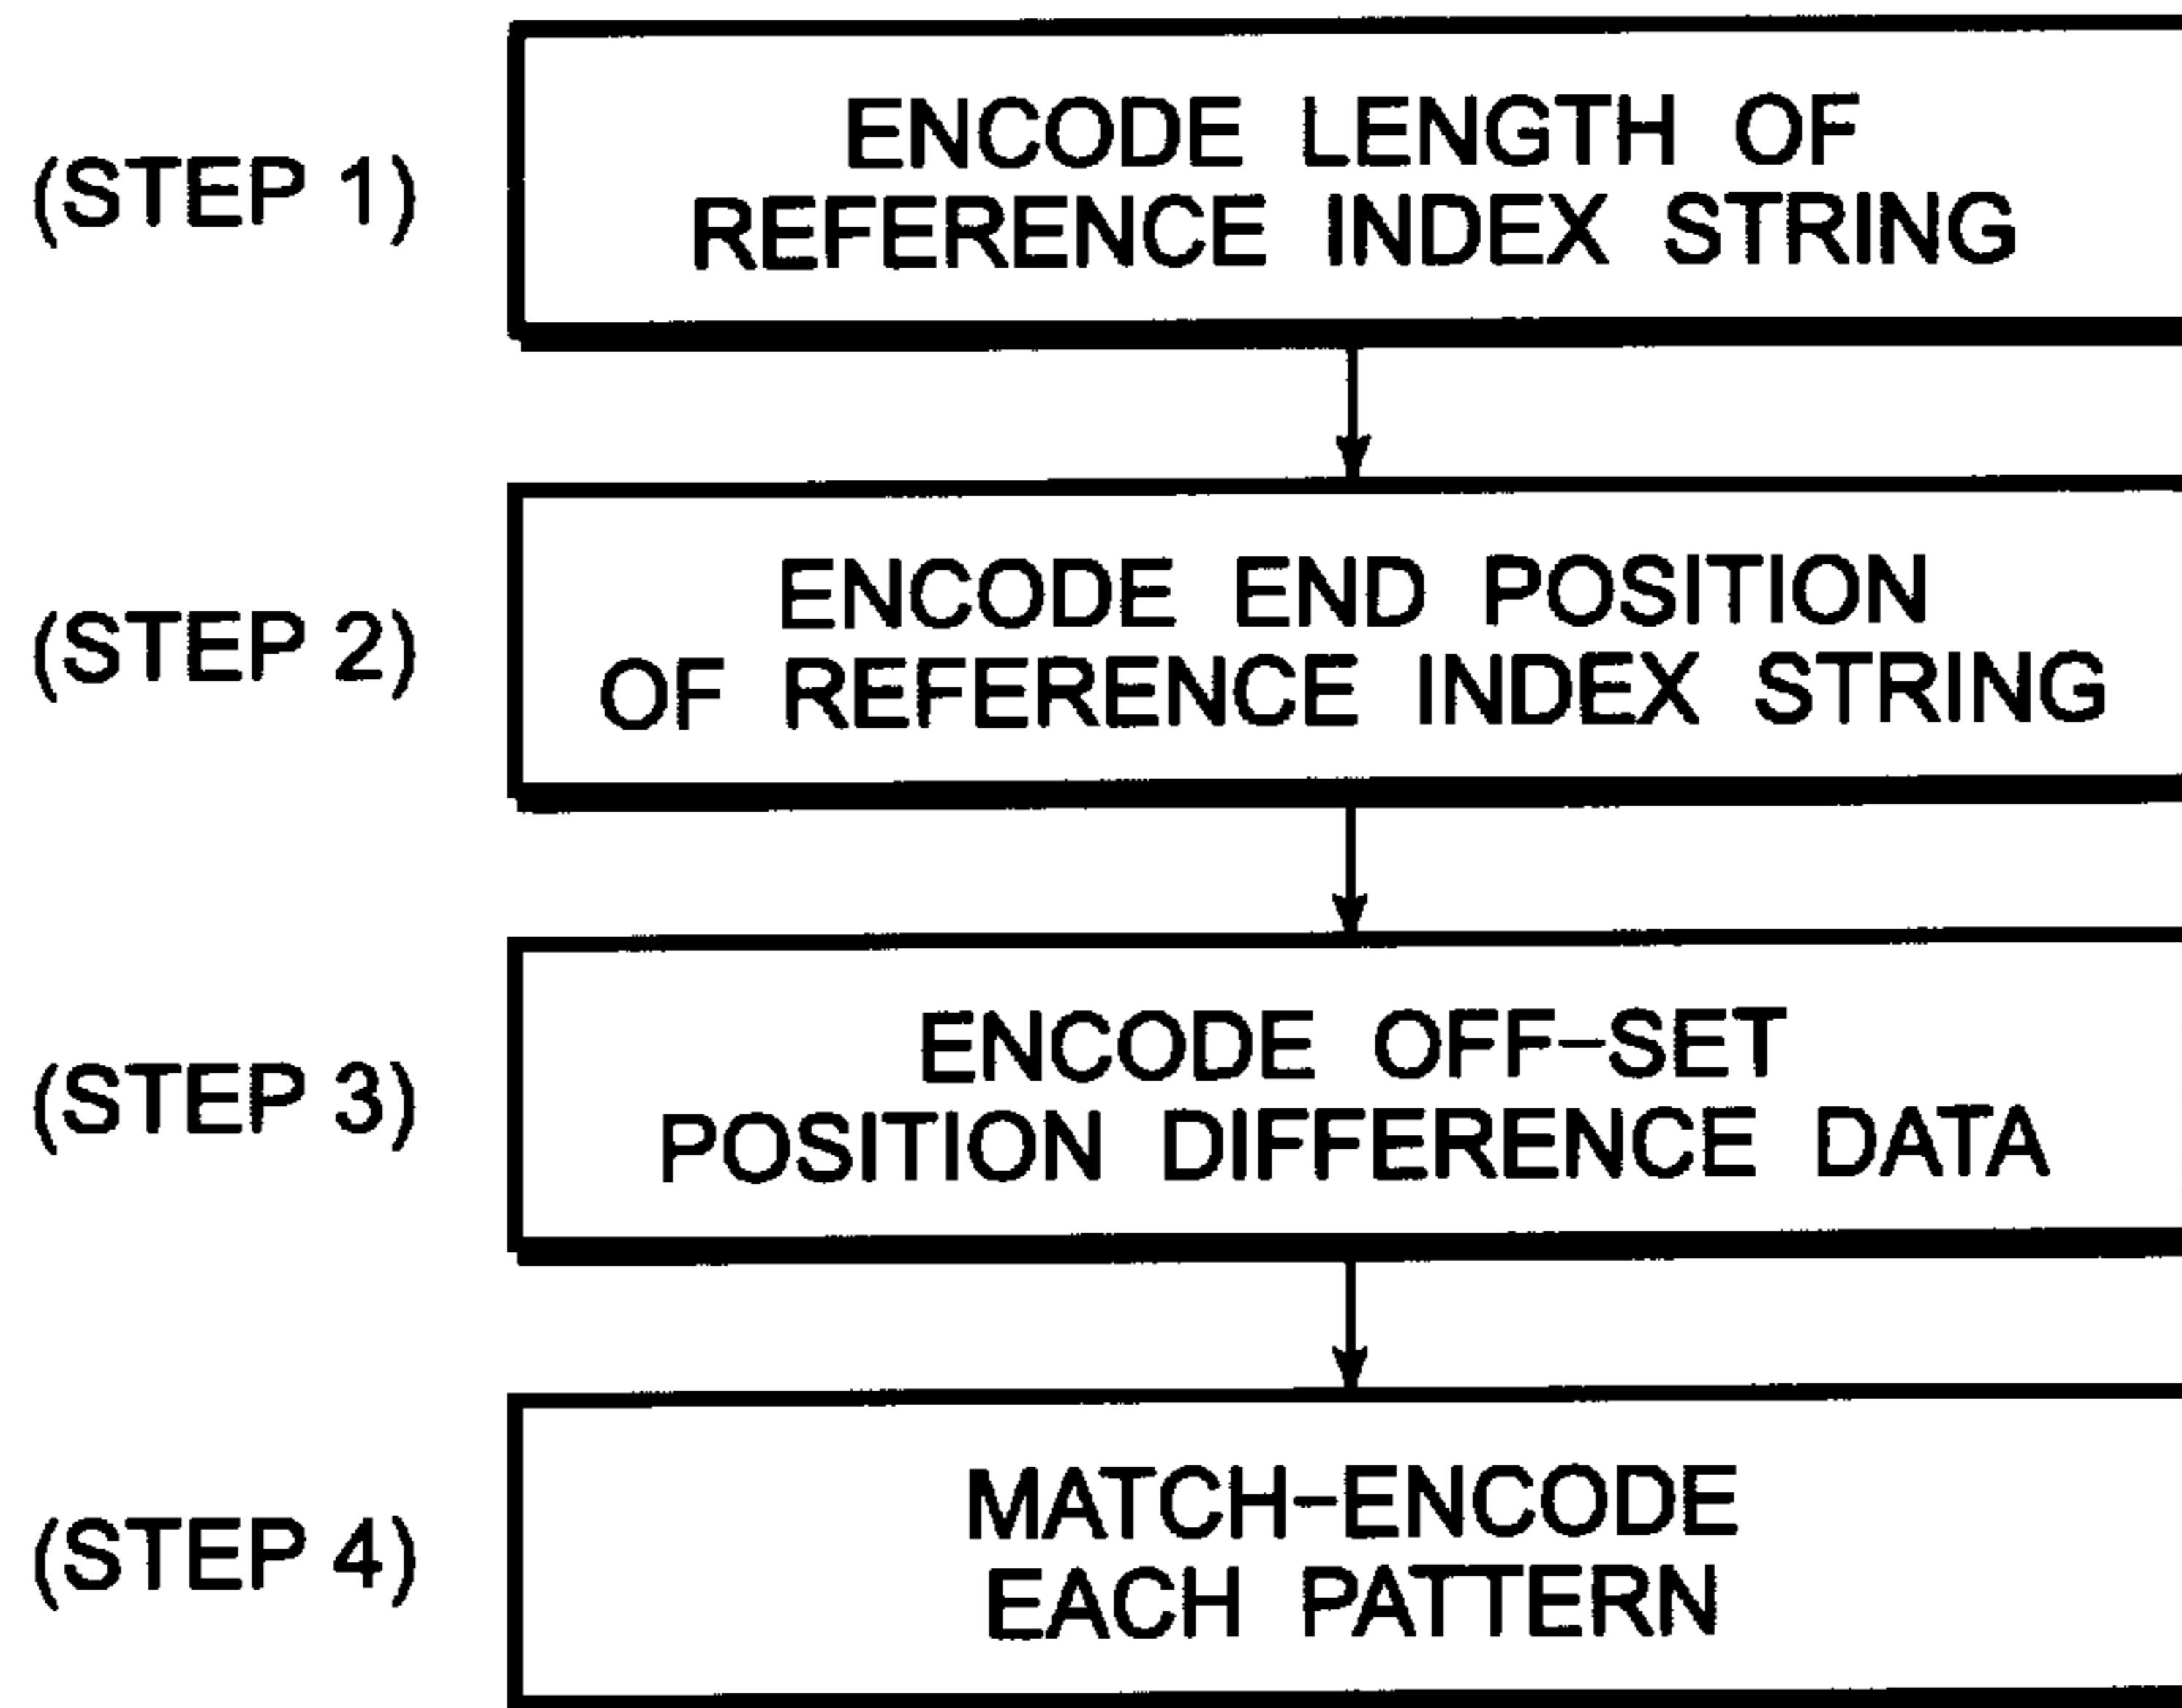 (STEP 1)
ENCODE LENGTH OF
REFERENCE INDEX STRING
(STEP 2)
ENCODE END POSITION
OF REFERENCE INDEX STRING
(STEP 3)
ENCODE OFF-SET
POSITION DIFFERENCE DATA
(STEP 4)
MATCH-ENCODE
EACH PATTERN